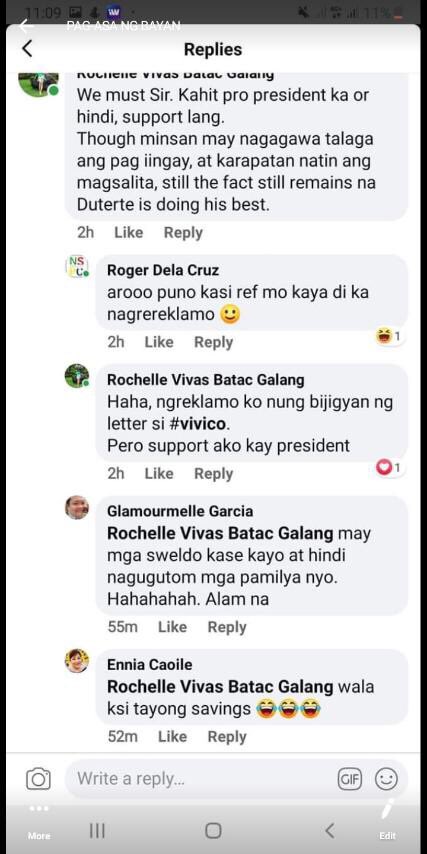 11:09
11%
PAG-ASA NG BAYAN
Replies
Rochelle Vivas Batac Galang
We must Sir. Kahit pro president ka or
hindi, support lang.
Though minsan may nagagawa talaga
ang pag iingay, at karapatan natin ang
magsalita, still the fact still remains na
Duterte is doing his best.
2h Like Reply
NS
PC
Roger Dela Cruz
arooo puno kasi ref mo kaya di ka
nagrereklamo 🙂
2h Like Reply
1
Rochelle Vivas Batac Galang
Haha, ngreklamo ko nung bijigyan ng
letter si #vivico.
Pero support ako kay president
2h Like Reply
1
Glamourmelle Garcia
Rochelle Vivas Batac Galang may
mga sweldo kase kayo at hindi
nagugutom mga pamilya nyo.
Hahahahah. Alam na
55m Like Reply
Ennia Caoile
Rochelle Vivas Batac Galang wala
ksi tayong savings 😂😂😂
52m Like Reply
Write a reply...
GIF
More
Edit